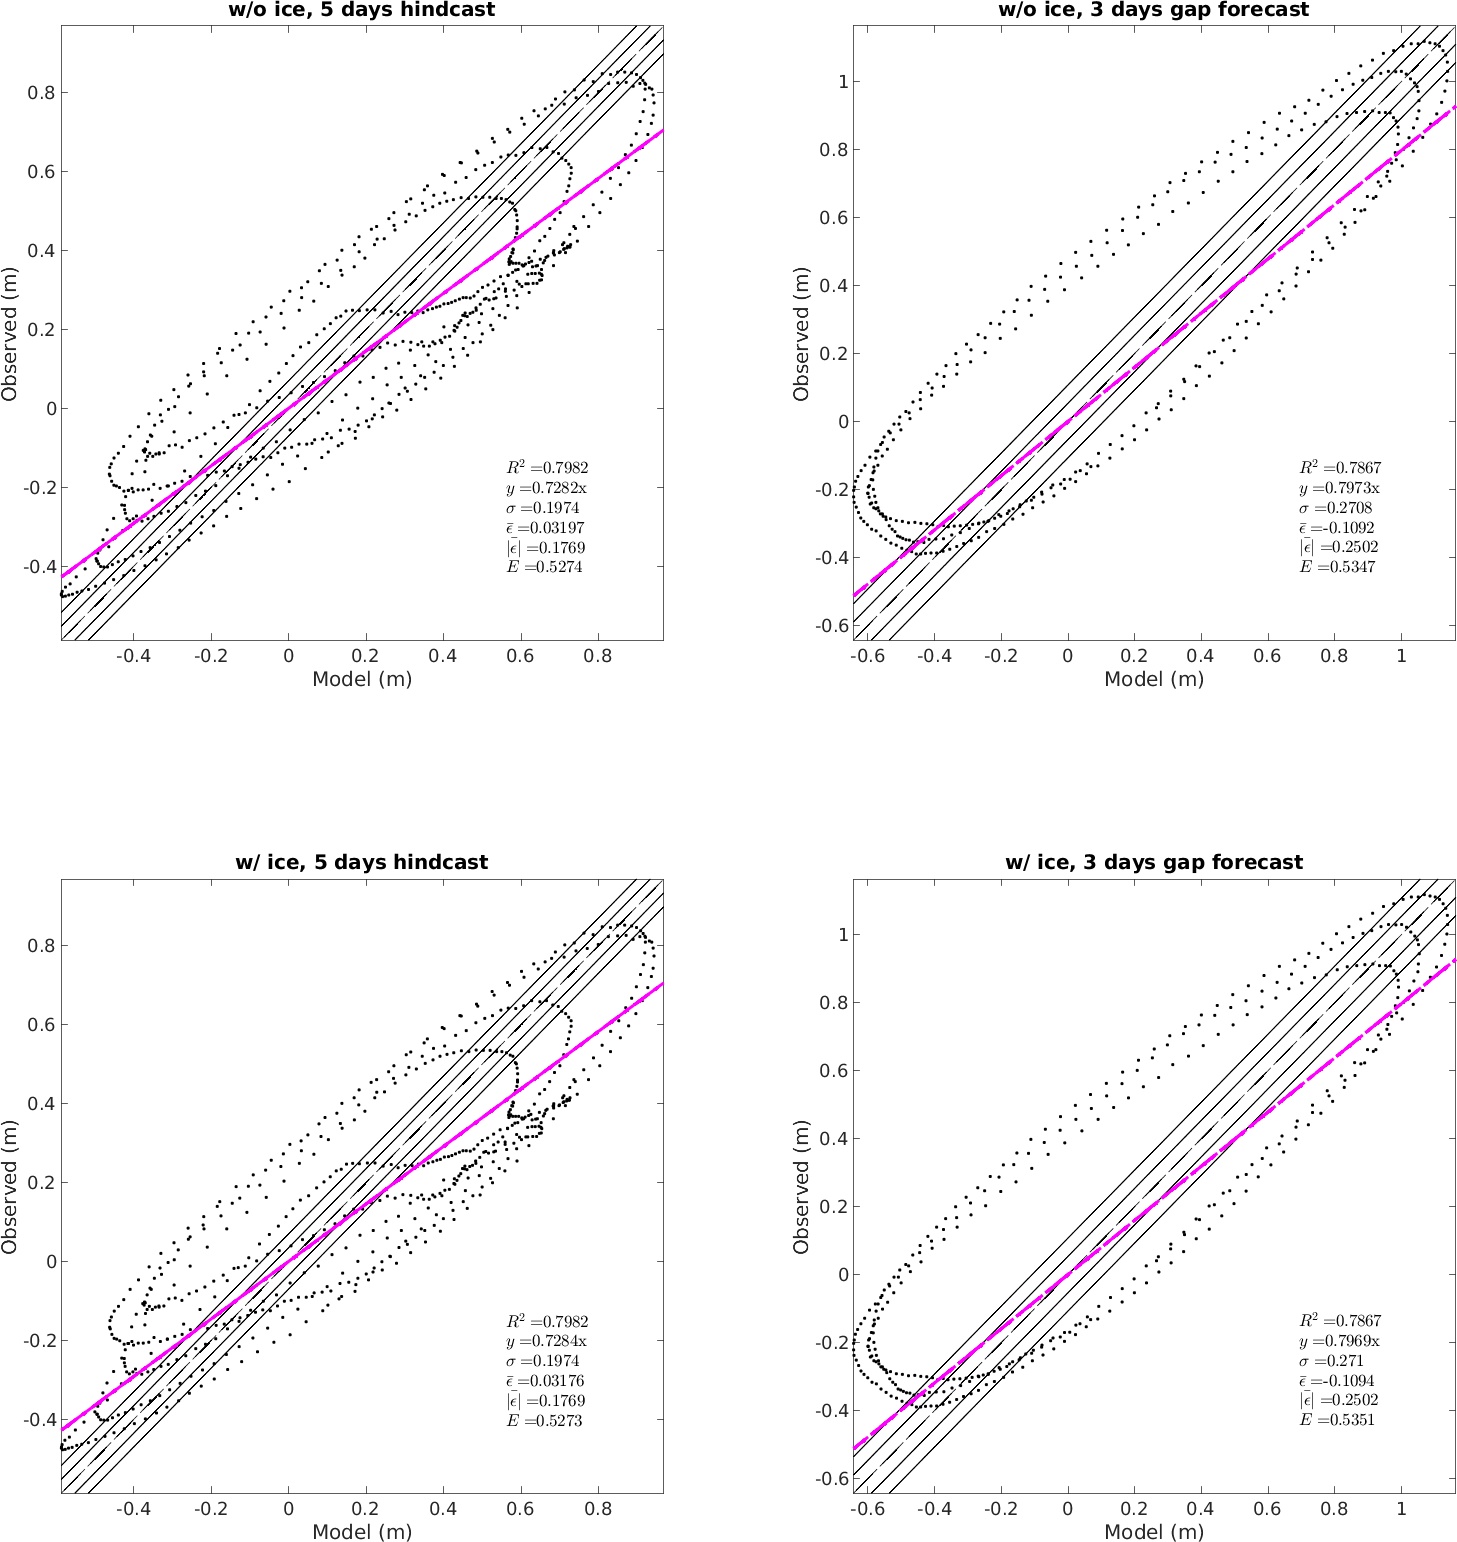 w/o ice, 5 days hindcast
0.8
0.6
0.4
0.2
0
-0.2
-0.4
Observed (m)
R² =0.7982
y =0.7282x
σ =0.1974
ε̄ =0.03197
|ε̄| =0.1769
E =0.5274
-0.4 -0.2 0 0.2 0.4 0.6 0.8
Model (m)
w/o ice, 3 days gap forecast
1
0.8
0.6
0.4
0.2
0
-0.2
-0.4
-0.6
Observed (m)
R² =0.7867
y =0.7973x
σ =0.2708
ε̄ =-0.1092
|ε̄| =0.2502
E =0.5347
-0.6 -0.4 -0.2 0 0.2 0.4 0.6 0.8 1
Model (m)
w/ ice, 5 days hindcast
0.8
0.6
0.4
0.2
0
-0.2
-0.4
Observed (m)
R² =0.7982
y =0.7284x
σ =0.1974
ε̄ =0.03176
|ε̄| =0.1769
E =0.5273
-0.4 -0.2 0 0.2 0.4 0.6 0.8
Model (m)
w/ ice, 3 days gap forecast
1
0.8
0.6
0.4
0.2
0
-0.2
-0.4
-0.6
Observed (m)
R² =0.7867
y =0.7969x
σ =0.271
ε̄ =-0.1094
|ε̄| =0.2502
E =0.5351
-0.6 -0.4 -0.2 0 0.2 0.4 0.6 0.8 1
Model (m)